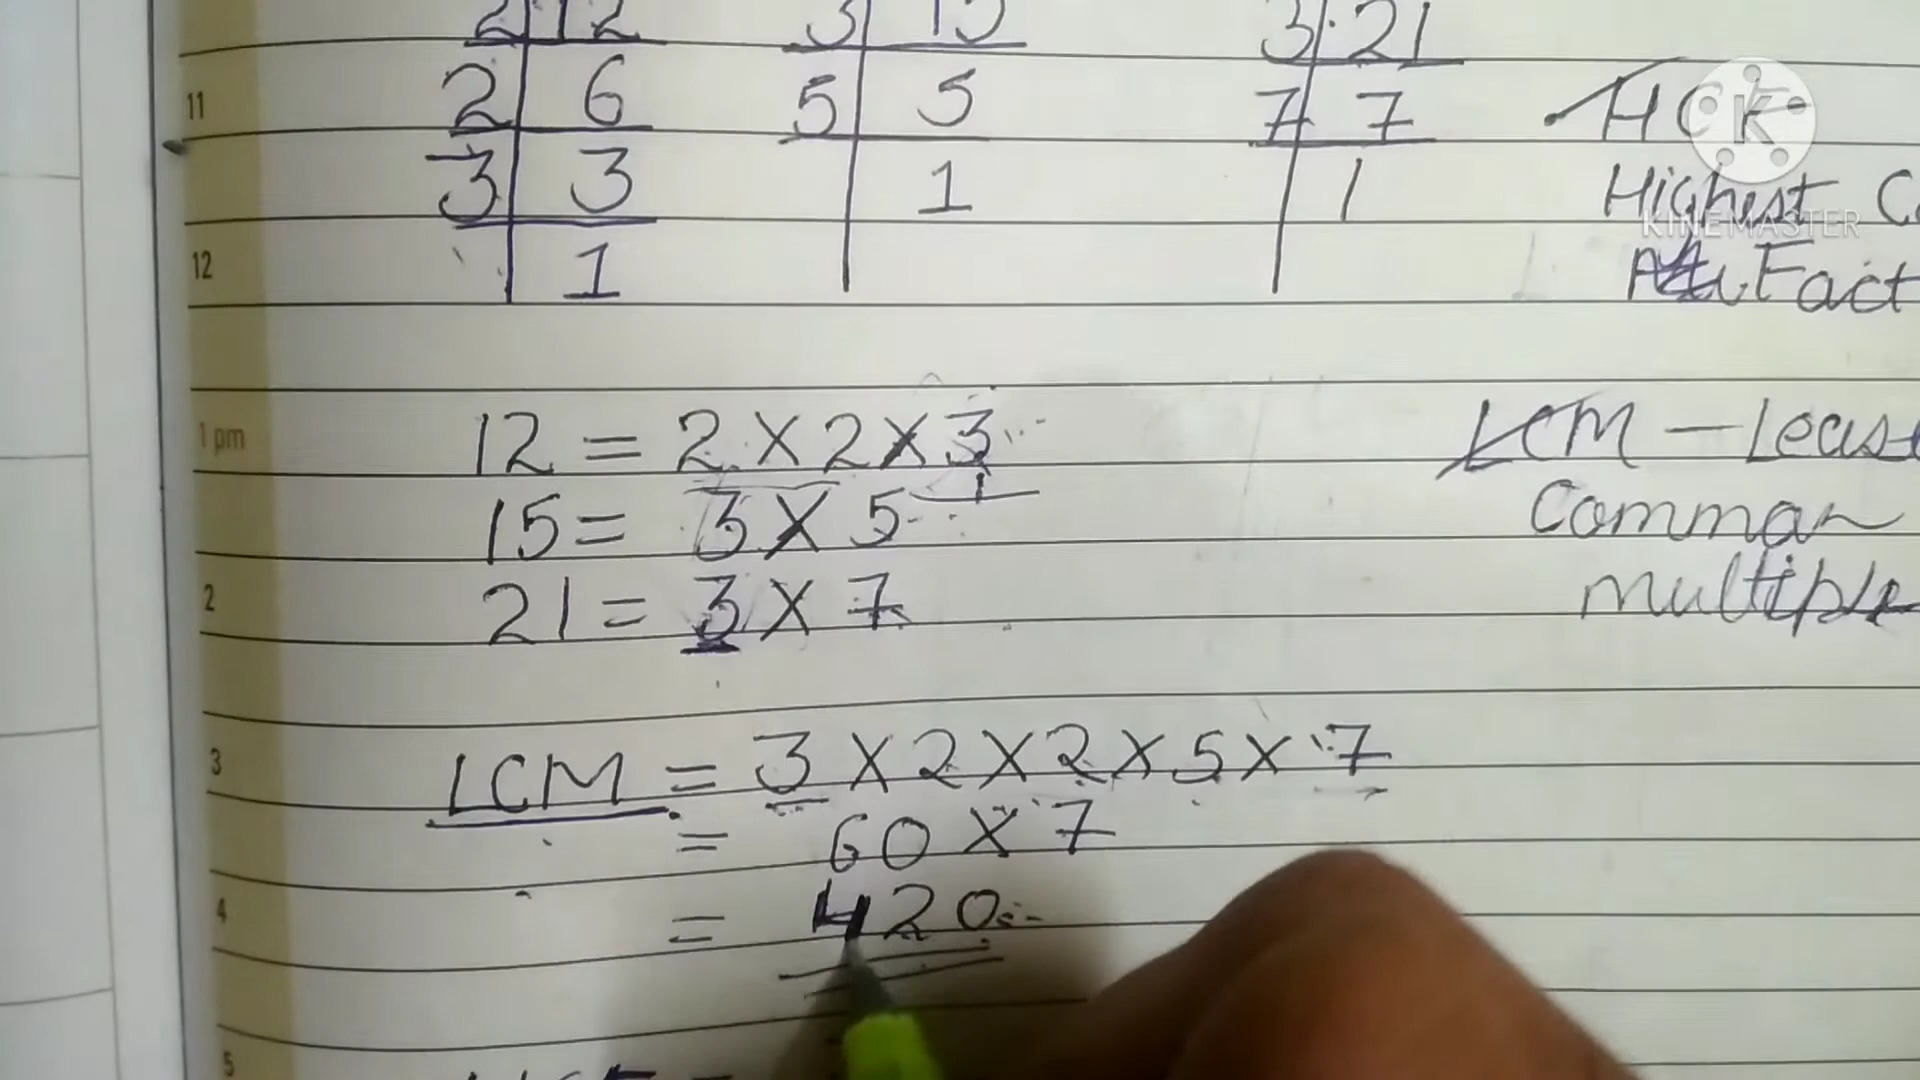 2 12 3 15 3 21
11 2 6 5 5 7 7 HCF
3 3 1 1 Highest
KINEMASTER
12 1 Fact
1 pm 12 = 2 X 2 X 3 LCM - Least
15 = 3 X 5 Comman
2 21 = 3 X 7 multiple
3 LCM = 3 X 2 X 2 X 5 X 7
= 60 X 7
4 = 420
5